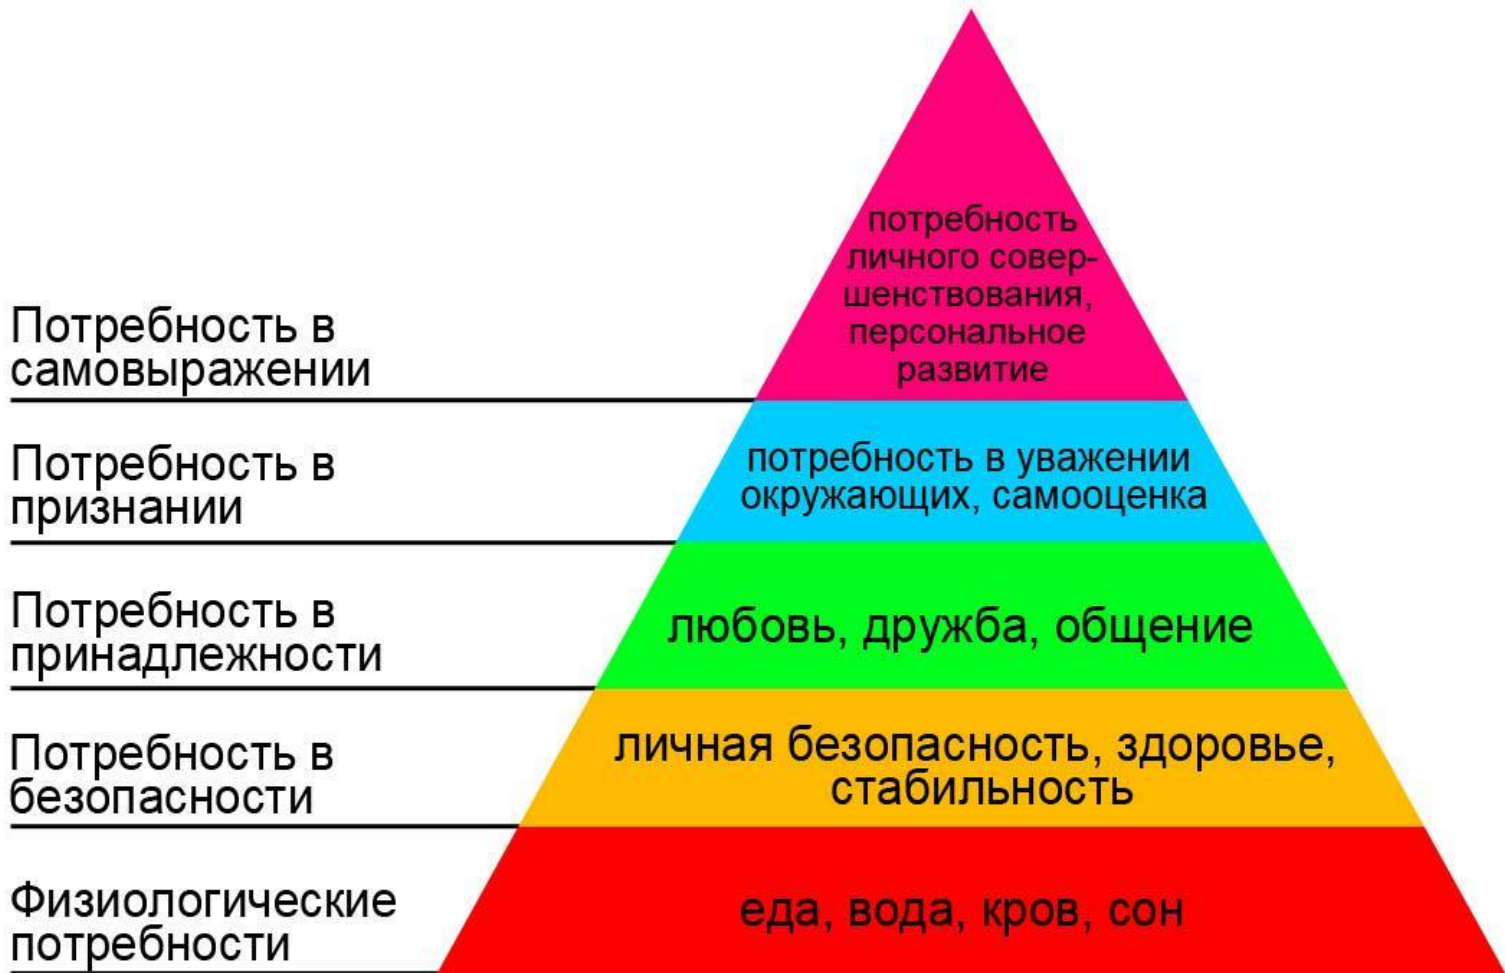 потребность
личного совер-
шенствования,
персональное
развитие
Потребность в
самовыражении
потребность в уважении
окружающих, самооценка
Потребность в
признании
любовь, дружба, общение
Потребность в
принадлежности
личная безопасность, здоровье,
стабильность
Потребность в
безопасности
еда, вода, кров, сон
Физиологические
потребности